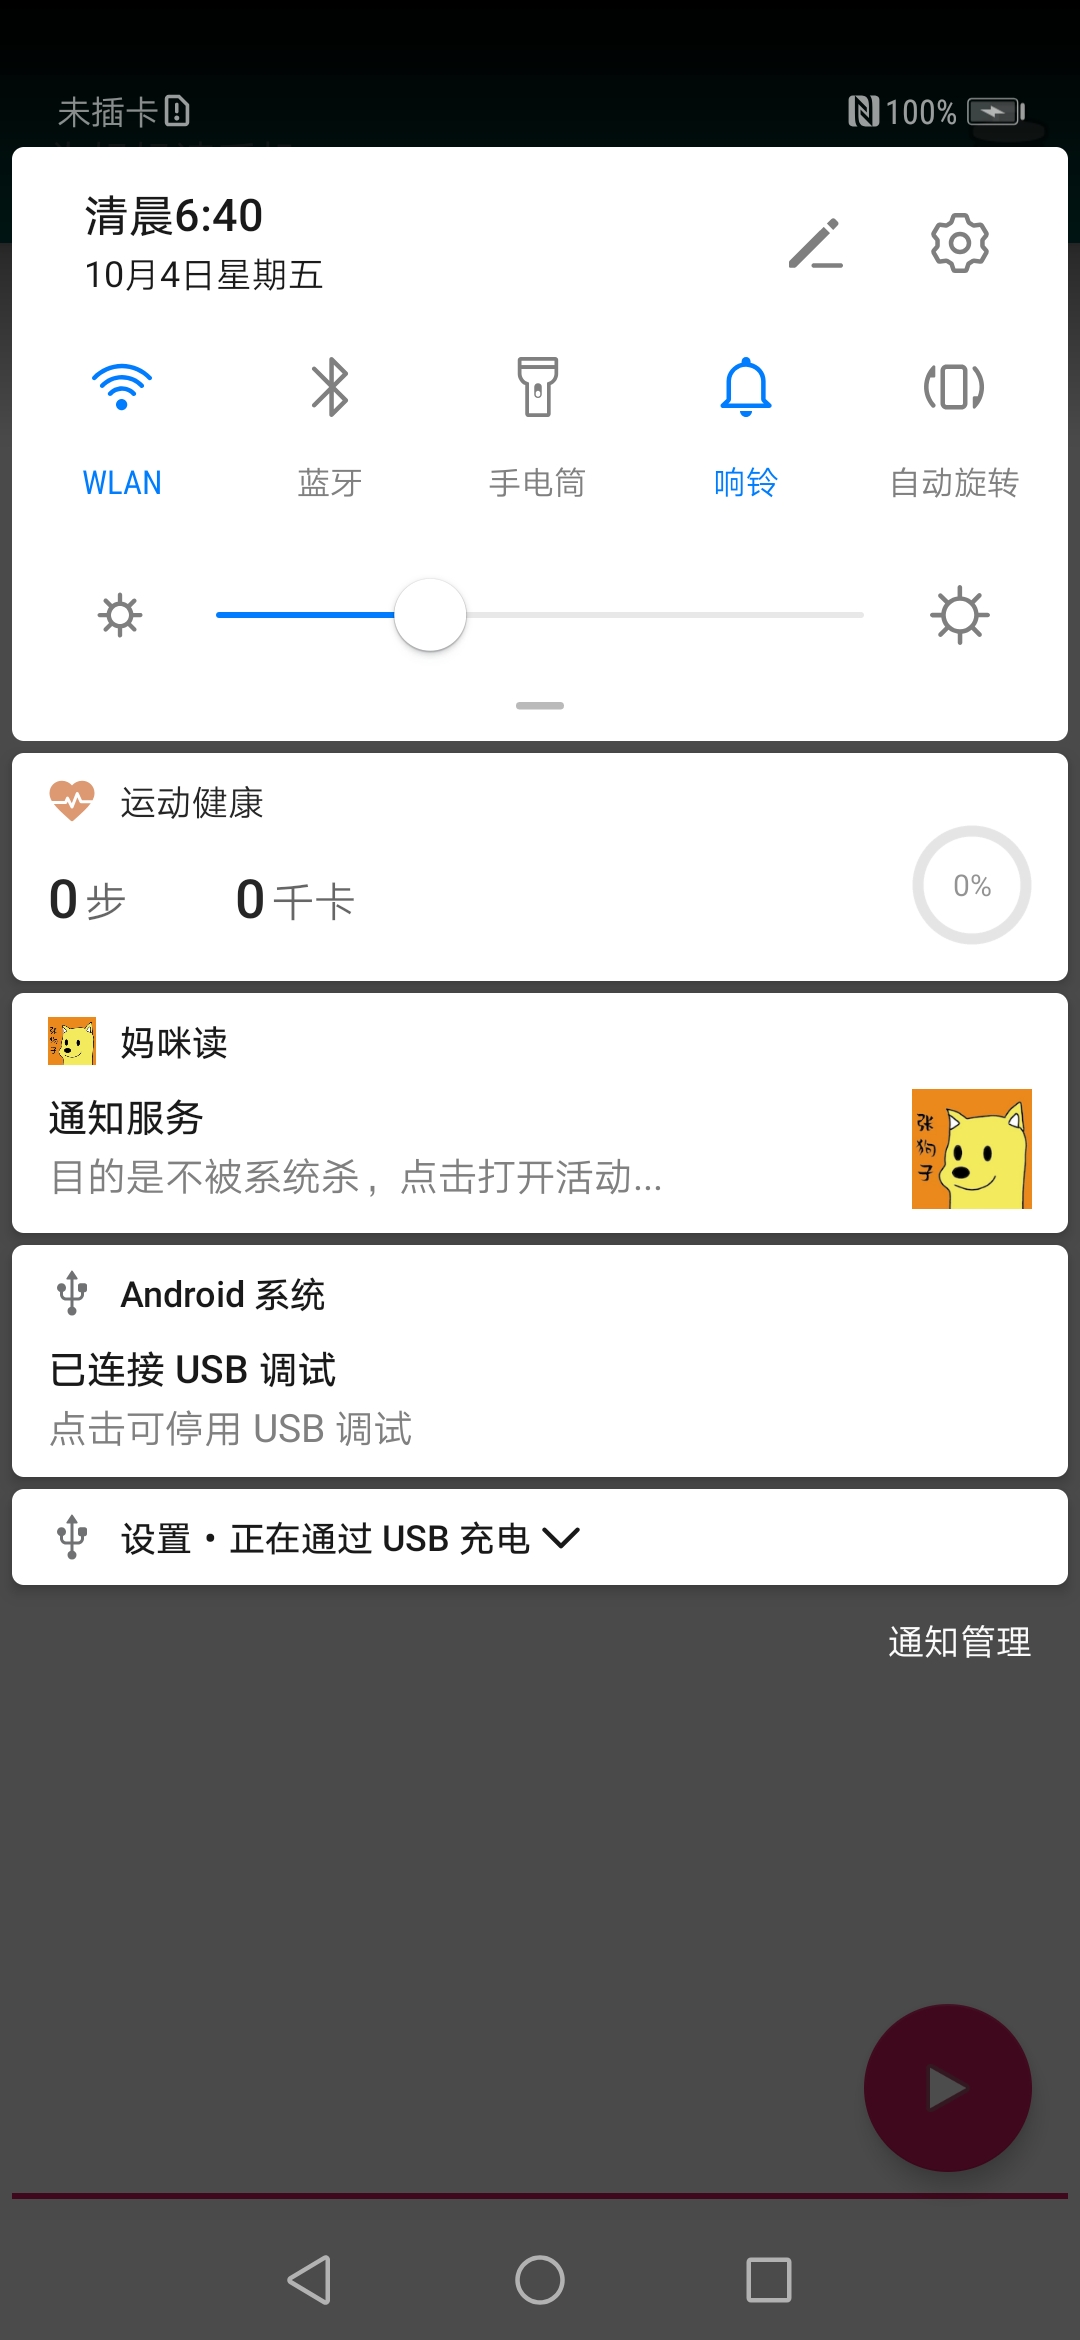 未插卡 100%
清晨6:40
10月4日星期五
WLAN 蓝牙 手电筒 响铃 自动旋转
运动健康
0步 0千卡 0%
妈咪读
通知服务
目的是不被系统杀，点击打开活动...
张狗子
Android 系统
已连接 USB 调试
点击可停用 USB 调试
设置 • 正在通过 USB 充电
通知管理